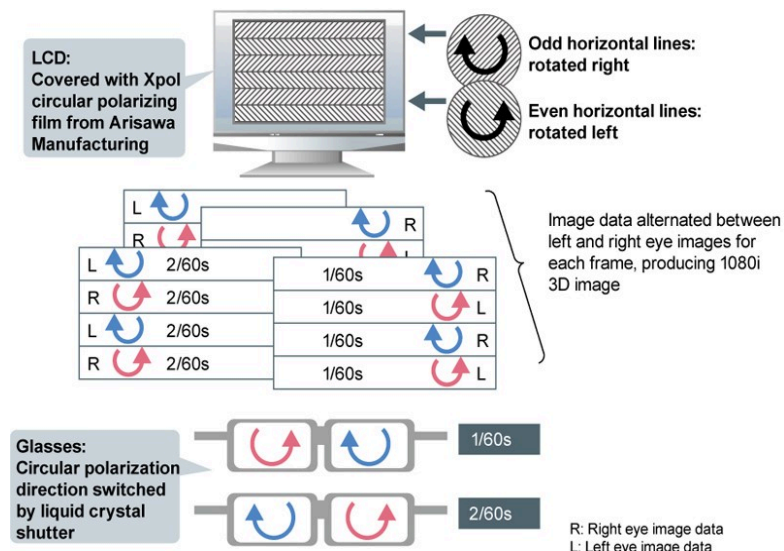 LCD:
Covered with Xpol
circular polarizing
film from Arisawa
Manufacturing
Odd horizontal lines:
rotated right
Even horizontal lines:
rotated left
L
R
R
L
L 2/60s
R 2/60s
L 2/60s
R 2/60s
1/60s R
1/60s L
1/60s R
1/60s L
Image data alternated between
left and right eye images for
each frame, producing 1080i
3D image
Glasses:
Circular polarization
direction switched
by liquid crystal
shutter
1/60s
2/60s
R: Right eye image data
L: Left eye image data